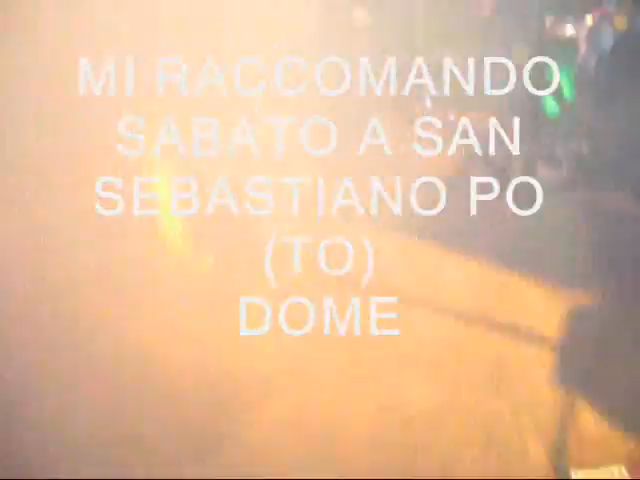 MI RACCOMANDO
SABATO A SAN
SEBASTIANO PO
(TO)
DOME